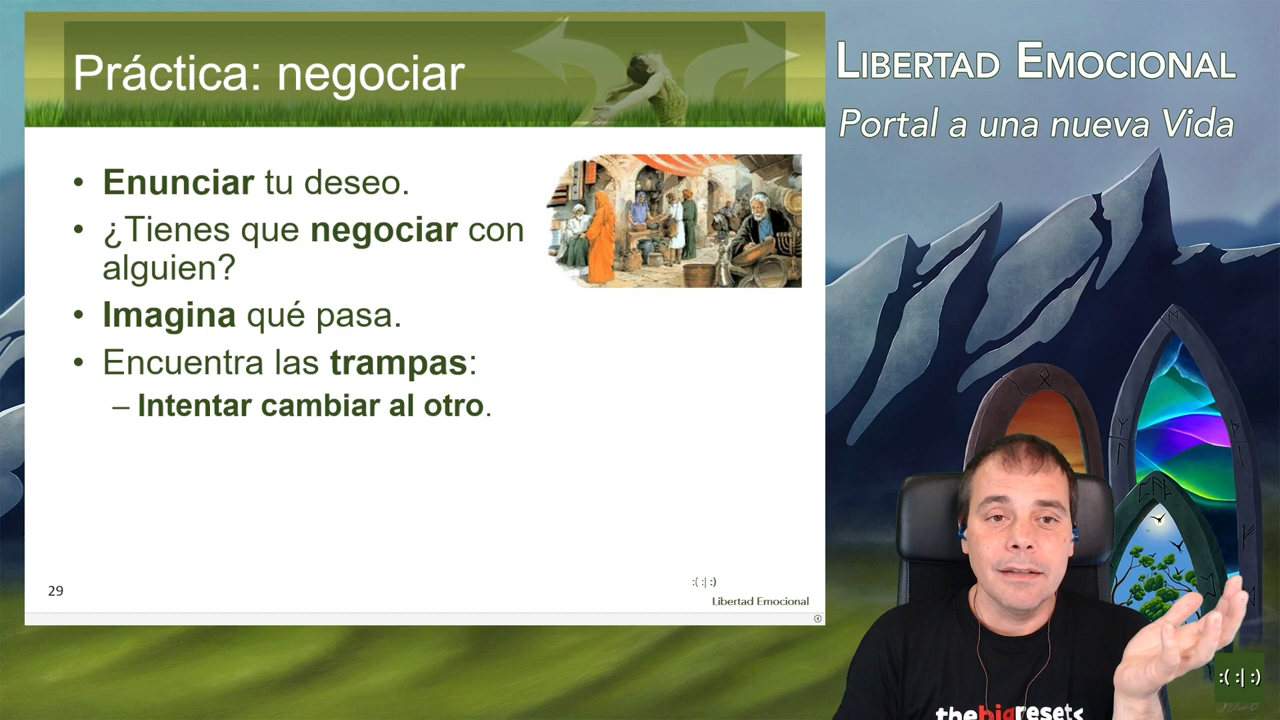 Práctica: negociar
• Enunciar tu deseo.
• ¿Tienes que negociar con
alguien?
• Imagina qué pasa.
• Encuentra las trampas:
– Intentar cambiar al otro.
29
:( :| :)
Libertad Emocional
LIBERTAD EMOCIONAL
Portal a una nueva Vida
thebigreset
:( :| :)